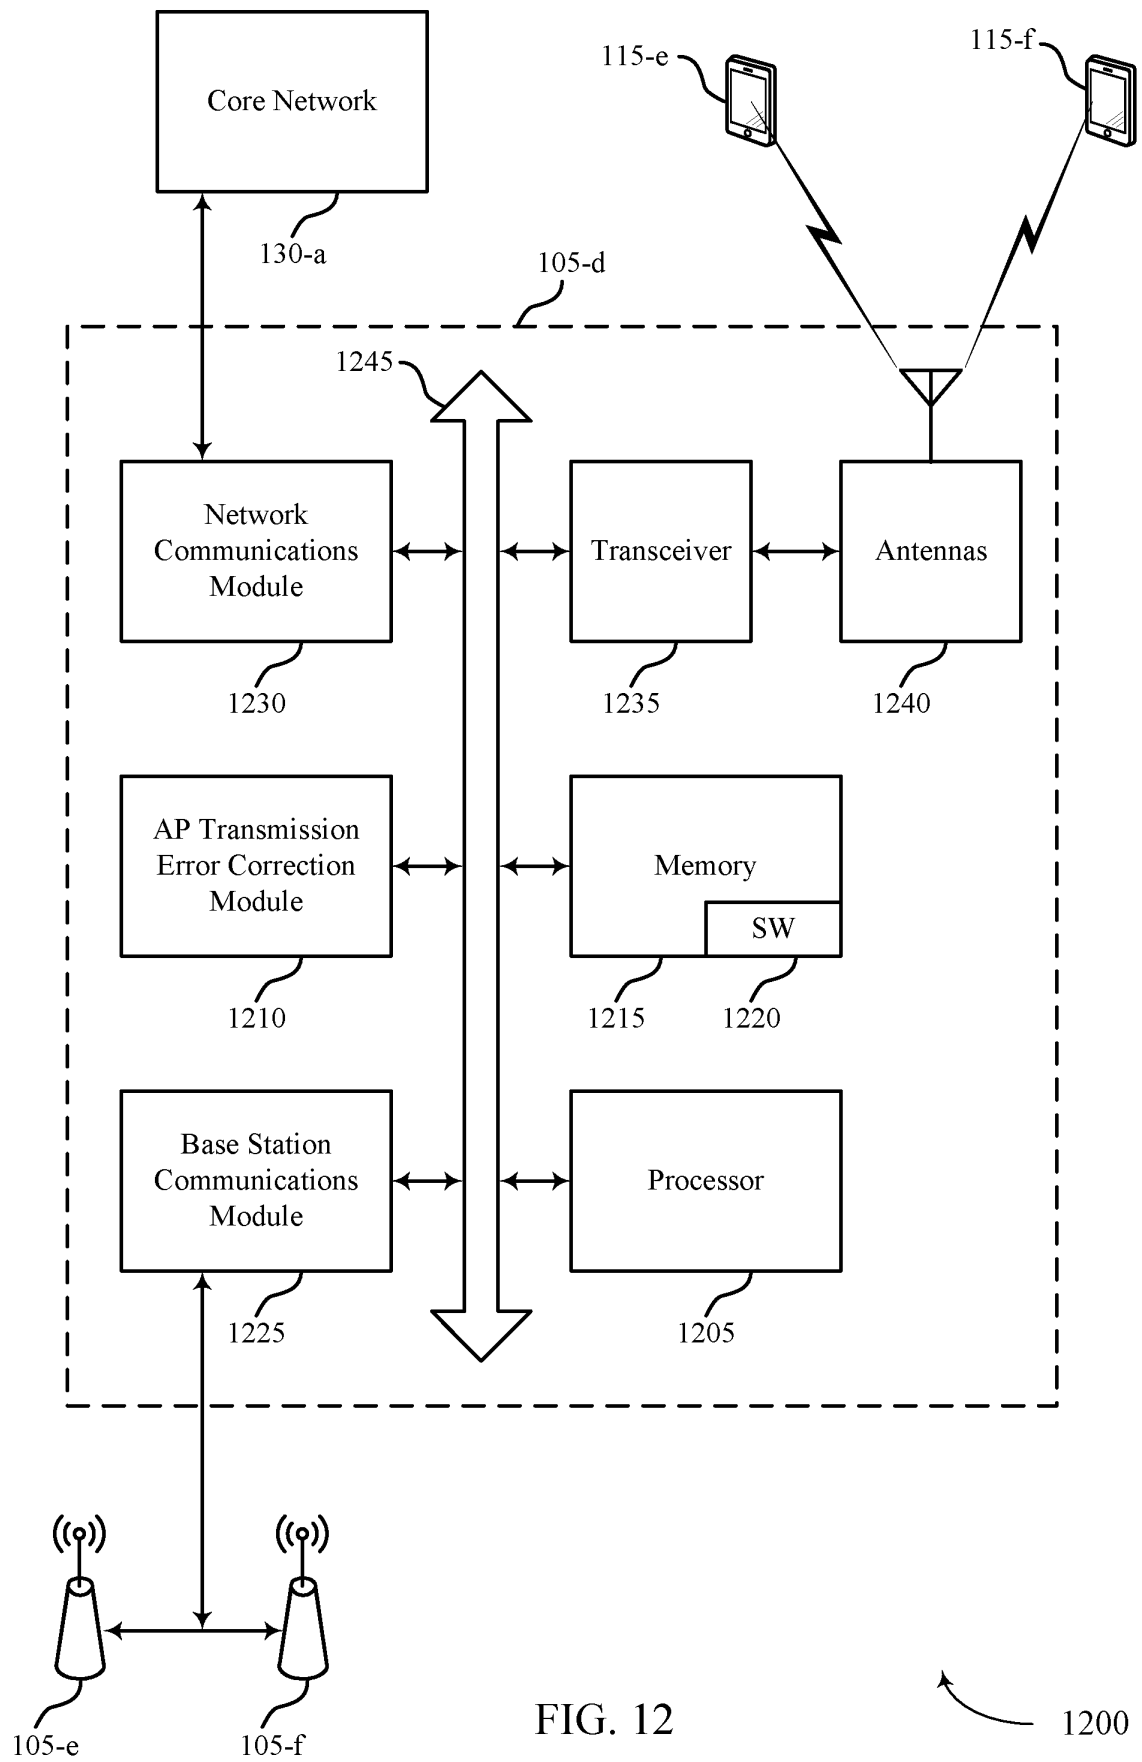 Core Network
130-a
115-e
115-f
105-d
1245
Network
Communications
Module
1230
Transceiver
1235
Antennas
1240
AP Transmission
Error Correction
Module
1210
Memory
SW
1215
1220
Base Station
Communications
Module
1225
Processor
1205
105-e
105-f
FIG. 12
1200